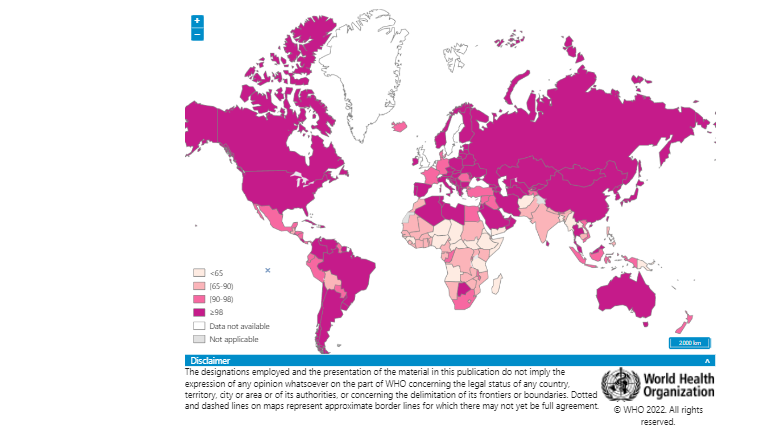 +
−
<65
[65-90)
[90-98)
≥98
Data not available
Not applicable
2000 km
Disclaimer
The designations employed and the presentation of the material in this publication do not imply the
expression of any opinion whatsoever on the part of WHO concerning the legal status of any country,
territory, city or area or of its authorities, or concerning the delimitation of its frontiers or boundaries. Dotted
and dashed lines on maps represent approximate border lines for which there may not yet be full agreement.
World Health
Organization
© WHO 2022. All rights
reserved.